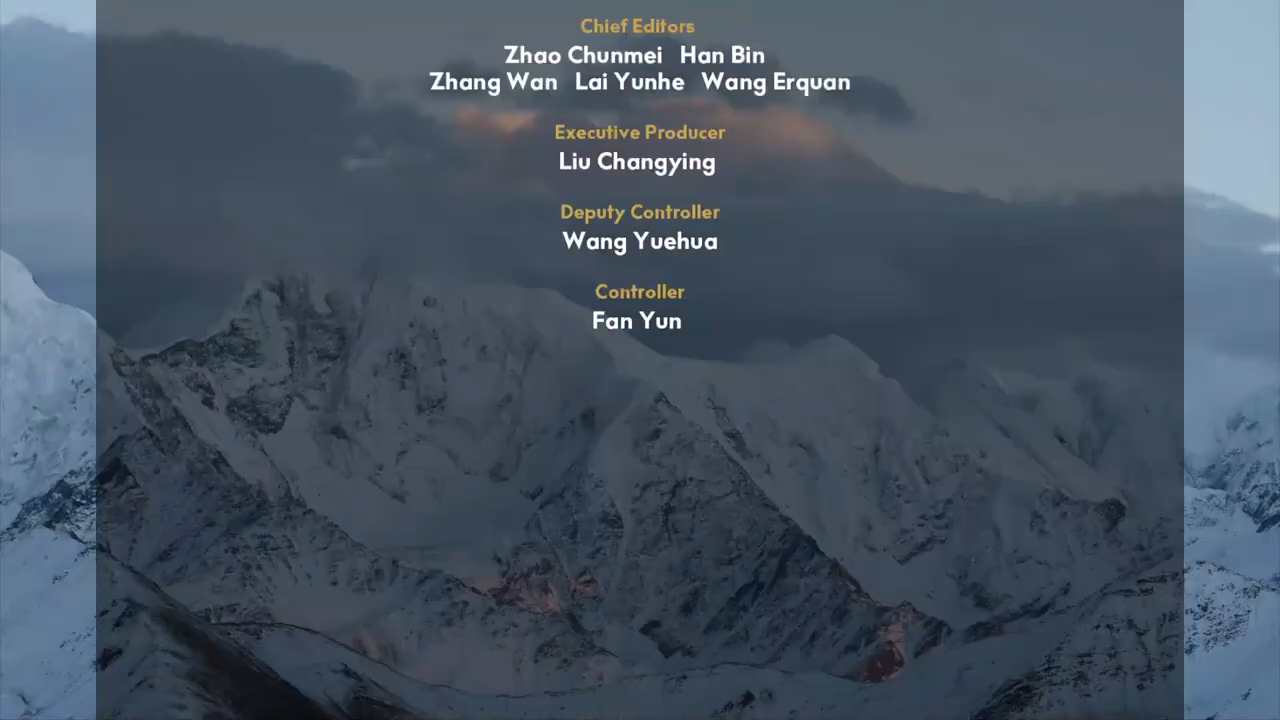 Chief Editors
Zhao Chunmei Han Bin
Zhang Wan Lai Yunhe Wang Erquan
Executive Producer
Liu Changying
Deputy Controller
Wang Yuehua
Controller
Fan Yun